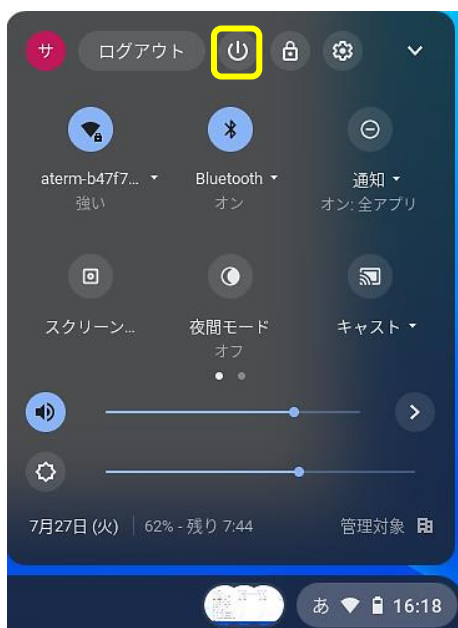 サ ログアウト
aterm-b47f7... Bluetooth 通知
強い オン オン: 全アプリ
スクリーン... 夜間モード キャスト
オフ
7月27日 (火) 62% - 残り 7:44 管理対象
あ 16:18